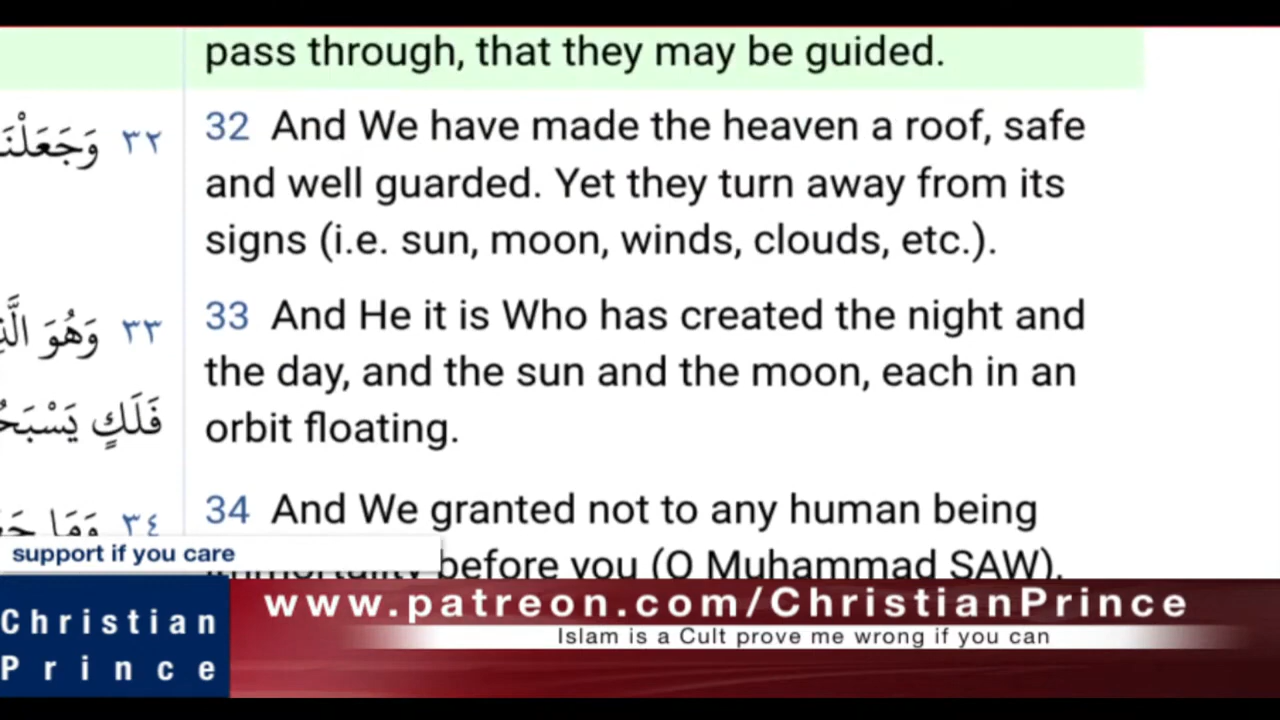 pass through, that they may be guided.
٣٢ وَجَعَلْنَا
32 And We have made the heaven a roof, safe
and well guarded. Yet they turn away from its
signs (i.e. sun, moon, winds, clouds, etc.).
٣٣ وَهُوَ
33 And He it is Who has created the night and
the day, and the sun and the moon, each in an
فَلَكٍ
orbit floating.
٣٤ وَمَا
34 And We granted not to any human being
immortality before you (O Muhammad SAW),
support if you care
Christian
Prince
www.patreon.com/ChristianPrince
Islam is a Cult prove me wrong if you can